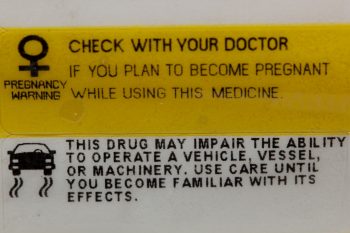 CHECK WITH YOUR DOCTOR
IF YOU PLAN TO BECOME PREGNANT
WHILE USING THIS MEDICINE.
PREGNANCY
WARNING
THIS DRUG MAY IMPAIR THE ABILITY
TO OPERATE A VEHICLE, VESSEL,
OR MACHINERY. USE CARE UNTIL
YOU BECOME FAMILIAR WITH ITS
EFFECTS.